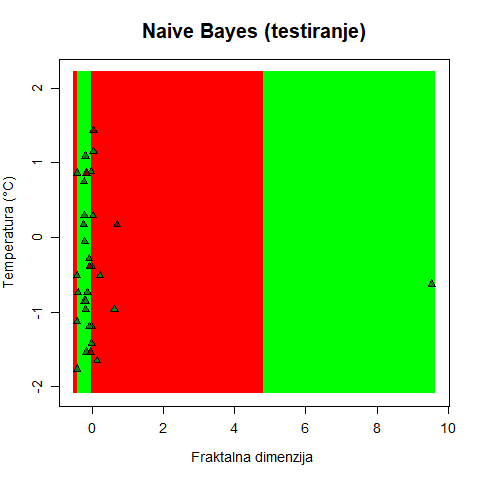 Naive Bayes (testiranje)
Temperatura (°C)
2
1
0
-1
-2
0 2 4 6 8 10
Fraktalna dimenzija